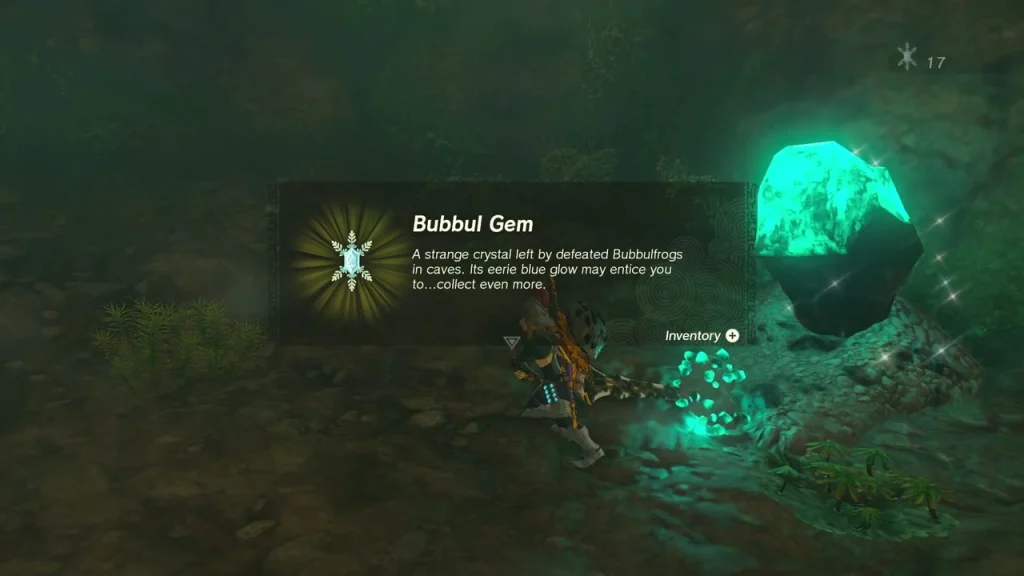 17
Bubbul Gem
A strange crystal left by defeated Bubbulfrogs
in caves. Its eerie blue glow may entice you
to...collect even more.
Inventory